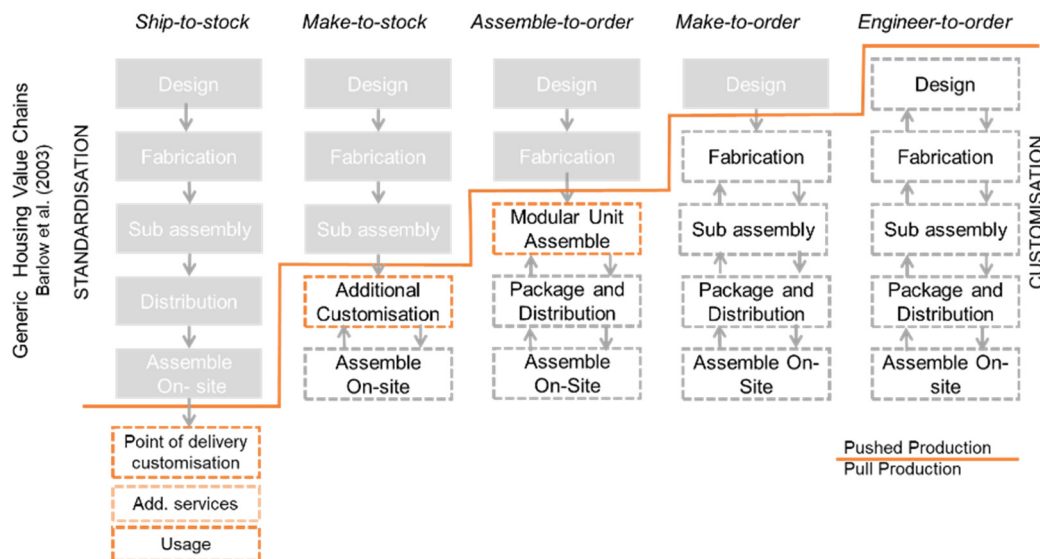 Ship-to-stock
Make-to-stock
Assemble-to-order
Make-to-order
Engineer-to-order
Generic Housing Value Chains
Barlow et al. (2003)
STANDARDISATION
Design
Fabrication
Sub assembly
Distribution
Assemble
On- site
Point of delivery
customisation
Add. services
Usage
Design
Fabrication
Sub assembly
Additional
Customisation
Assemble
On-site
Design
Fabrication
Modular Unit
Assemble
Package and
Distribution
Assemble
On-Site
Design
Fabrication
Sub assembly
Package and
Distribution
Assemble On-
Site
Design
Fabrication
Sub assembly
Package and
Distribution
Assemble On-
site
CUSTOMISATION
Pushed Production
Pull Production